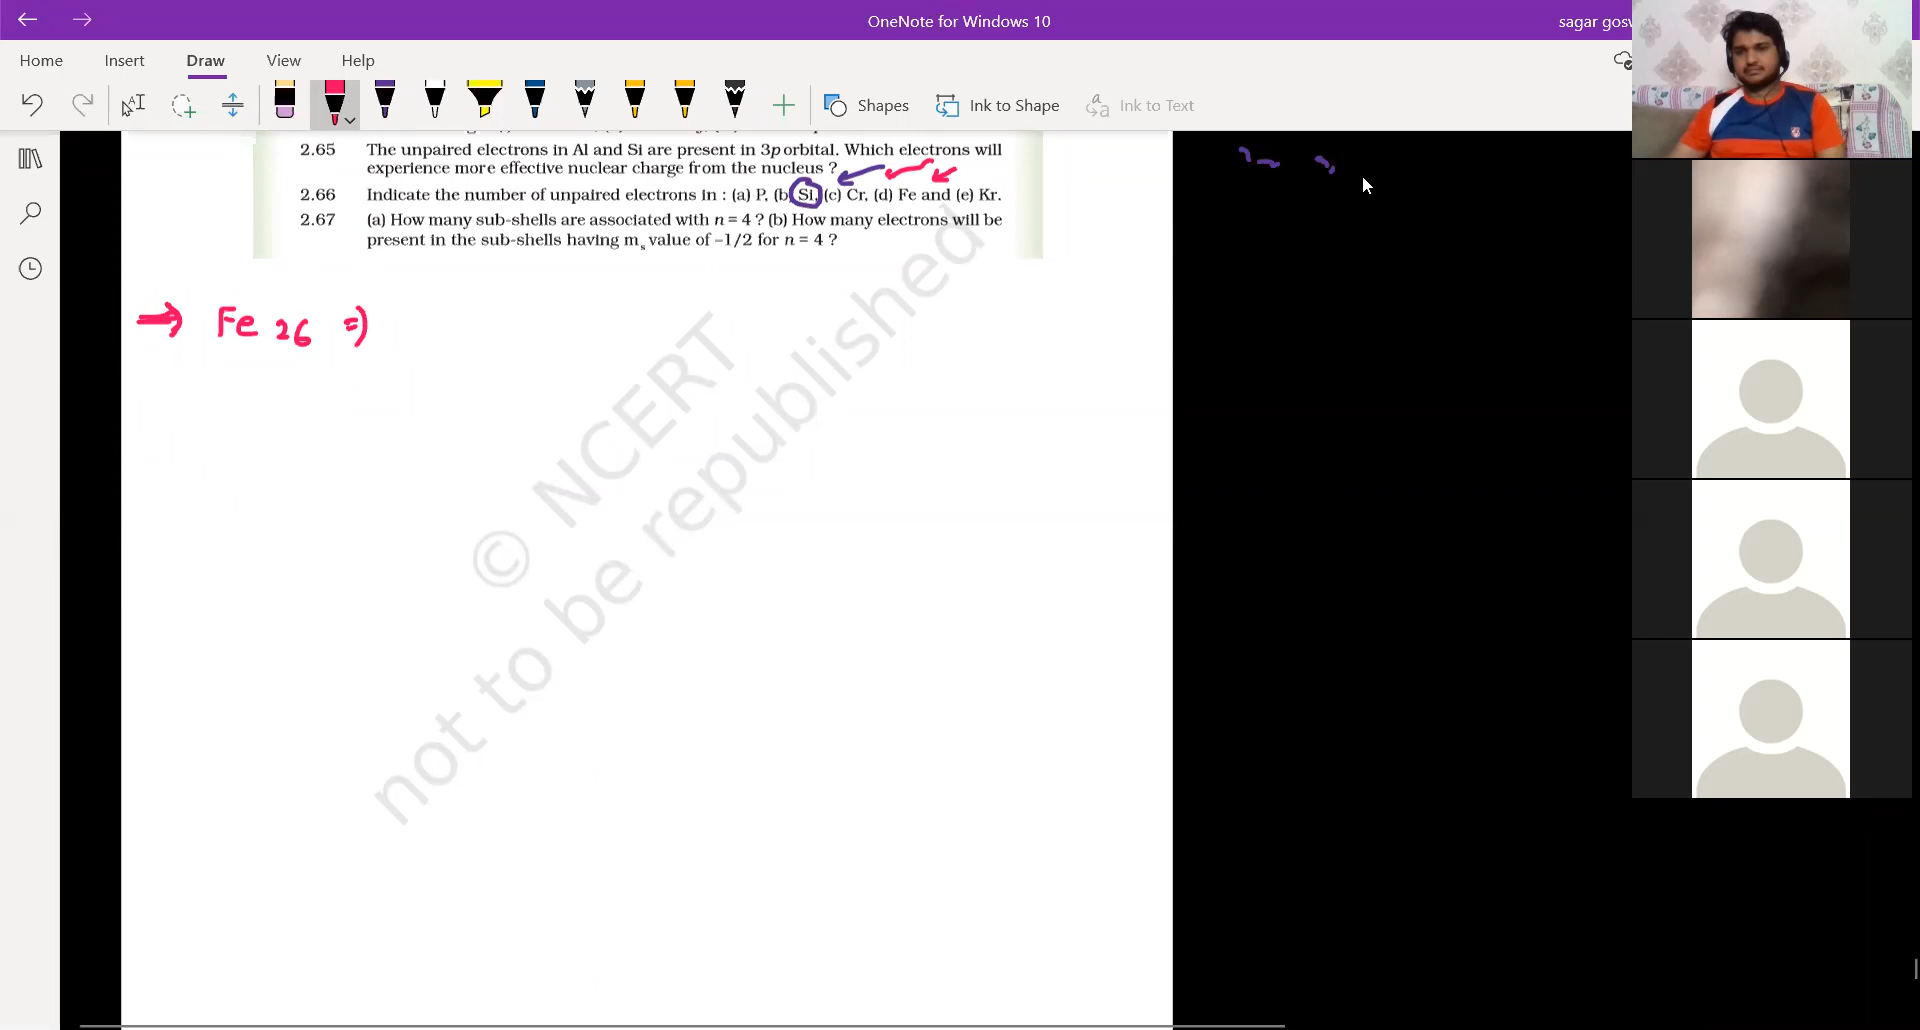 OneNote for Windows 10
sagar gosw
Home Insert Draw View Help
Shapes Ink to Shape Ink to Text
2.65 The unpaired electrons in Al and Si are present in 3p orbital. Which electrons will
experience more effective nuclear charge from the nucleus ?
2.66 Indicate the number of unpaired electrons in : (a) P, (b) Si, (c) Cr, (d) Fe and (e) Kr.
2.67 (a) How many sub-shells are associated with n = 4 ? (b) How many electrons will be
present in the sub-shells having ms value of –1/2 for n = 4 ?
⇒ Fe 26 ⇒
© NCERT
not to be republished